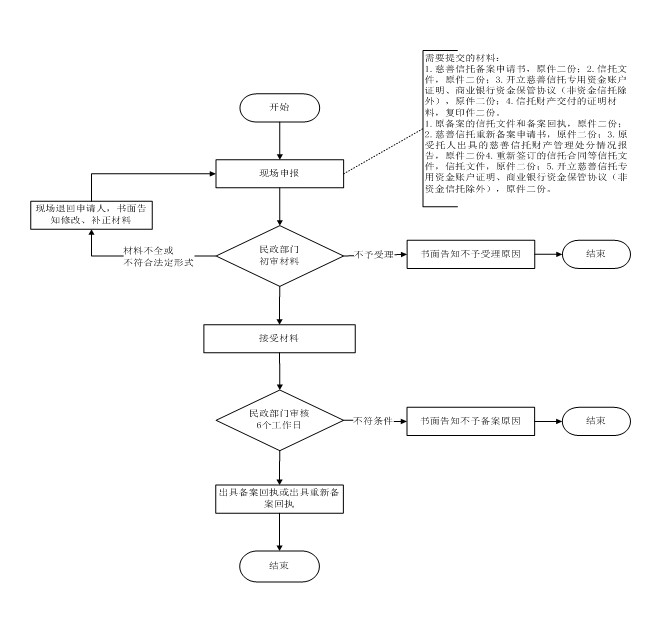 需要提交的材料：
1.慈善信托备案申请书，原件二份；2.信托文
件，原件二份；3.开立慈善信托专用资金账户
证明、商业银行资金保管协议（非资金信托除
外），原件二份；4.信托财产交付的证明材
料，复印件二份。
1.原备案的信托文件和备案回执，原件二份；
2.慈善信托重新备案申请书，原件二份；3.原
受托人出具的慈善信托财产管理处分情况报
告，原件二份4.重新签订的信托合同等信托文
件，信托文件，原件二份；5.开立慈善信托专
用资金账户证明、商业银行资金保管协议（非
资金信托除外），原件二份。
开始
现场申报
现场退回申请人，书面告
知修改、补正材料
材料不全或
不符合法定形式
民政部门
初审材料
不予受理
书面告知不予受理原因
结束
接受材料
民政部门审核
6个工作日
不符条件
书面告知不予备案原因
结束
出具备案回执或出具重新备
案回执
结束